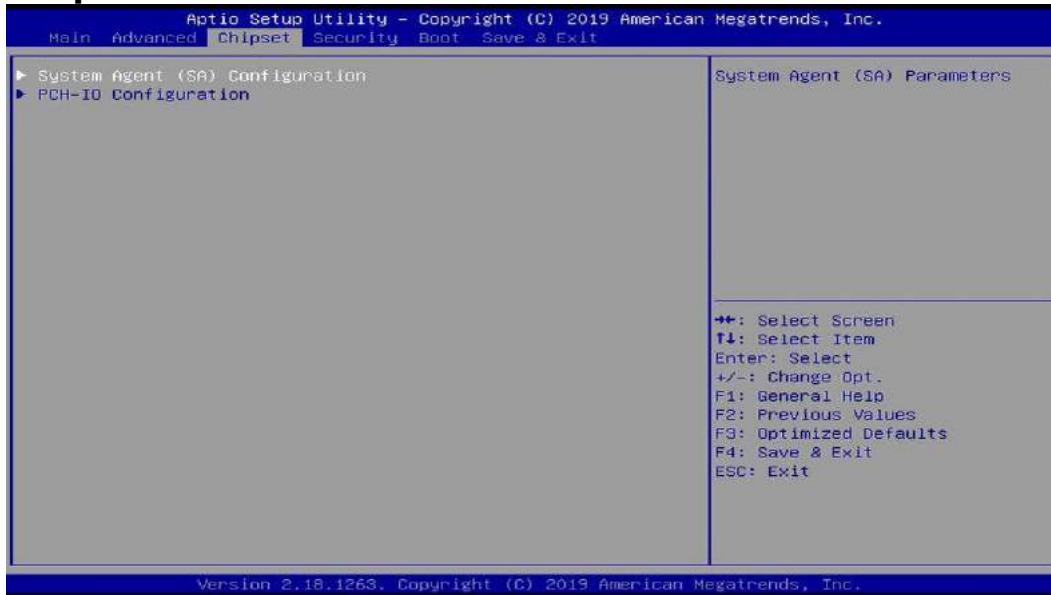 Aptio Setup Utility – Copyright (C) 2019 American Megatrends, Inc.
Main Advanced Chipset Security Boot Save & Exit
► System Agent (SA) Configuration
► PCH-IO Configuration
System Agent (SA) Parameters
→←: Select Screen
↑↓: Select Item
Enter: Select
+/-: Change Opt.
F1: General Help
F2: Previous Values
F3: Optimized Defaults
F4: Save & Exit
ESC: Exit
Version 2.18.1263. Copyright (C) 2019 American Megatrends, Inc.